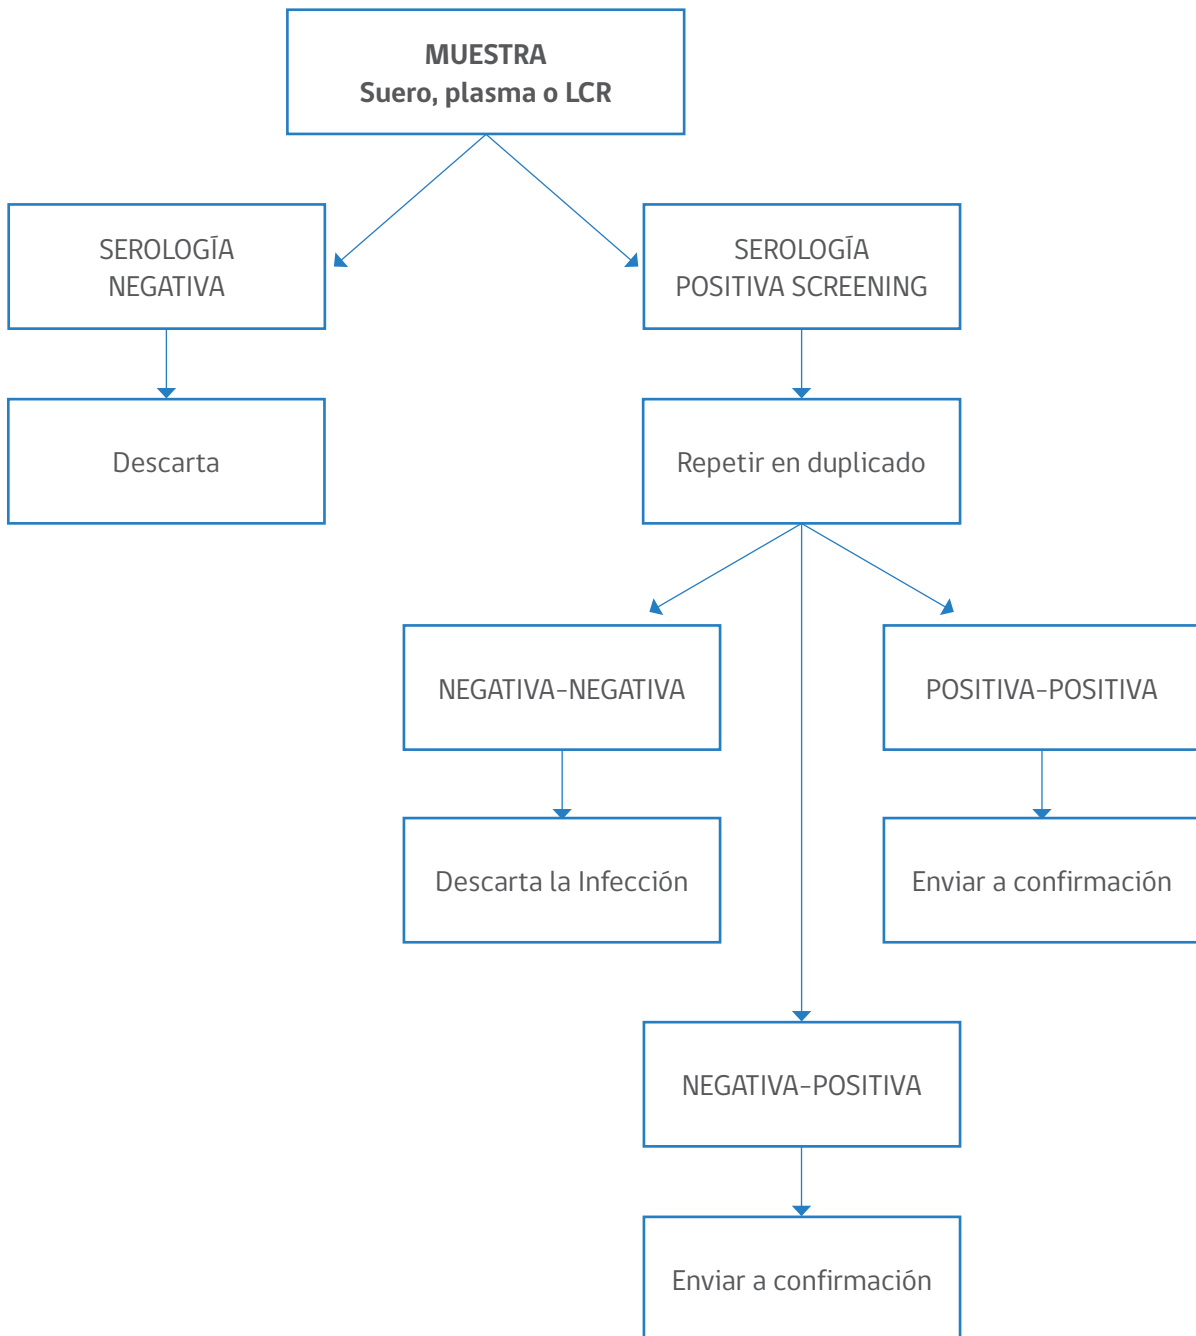 MUESTRA
Suero, plasma o LCR
SEROLOGÍA
NEGATIVA
SEROLOGÍA
POSITIVA SCREENING
Descarta
Repetir en duplicado
NEGATIVA-NEGATIVA
POSITIVA-POSITIVA
Descarta la Infección
Enviar a confirmación
NEGATIVA-POSITIVA
Enviar a confirmación